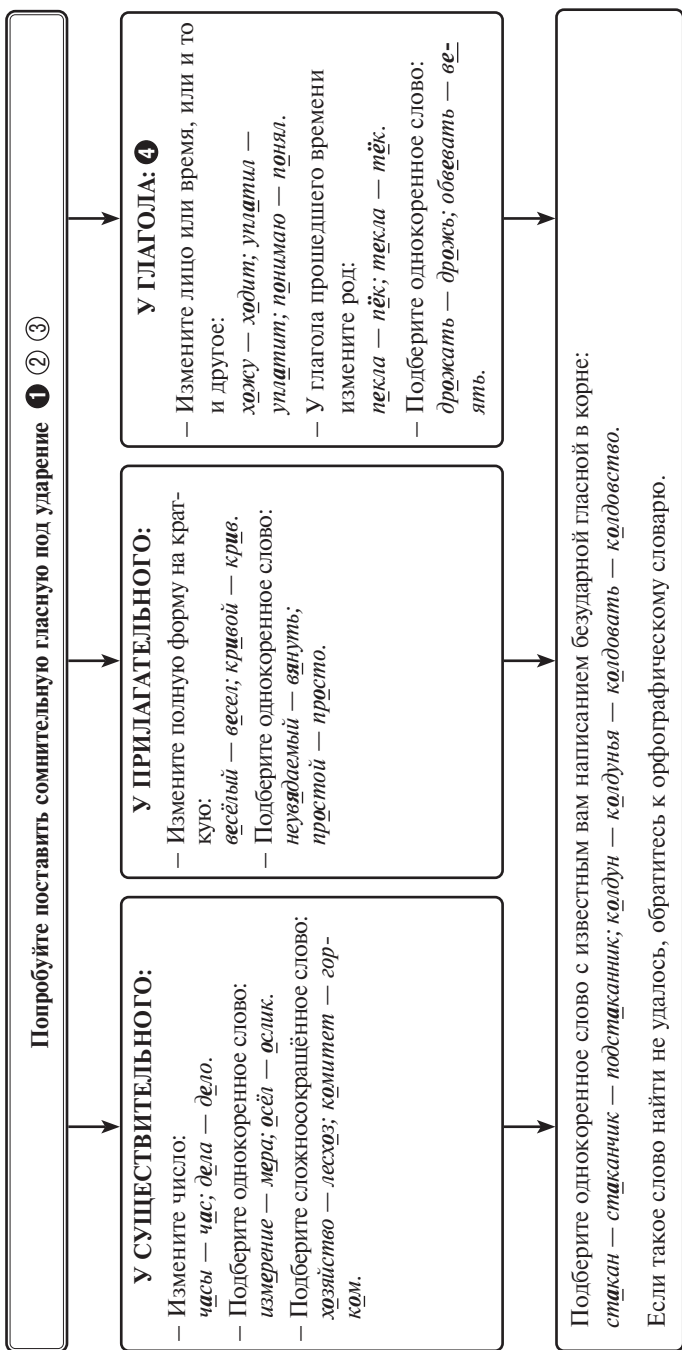 Попробуйте поставить сомнительную гласную под ударение ❶ ② ③
У СУЩЕСТВИТЕЛЬНОГО:
— Измените число:
часы — час; дела — дело.
— Подберите однокоренное слово:
измерение — мера; осёл — ослик.
— Подберите сложносокращённое слово:
хозяйство — лесхоз; комитет — гор-
ком.
У ПРИЛАГАТЕЛЬНОГО:
— Измените полную форму на крат-
кую:
весёлый — весел; кривой — крив.
— Подберите однокоренное слово:
неувядаемый — вянуть;
простой — просто.
У ГЛАГОЛА: ❹
— Измените лицо или время, или и то
и другое:
хожу — ходит; уплатил —
уплатит; понимаю — понял.
— У глагола прошедшего времени
измените род:
пекла — пёк; текла — тёк.
— Подберите однокоренное слово:
дрожать — дрожь; обвевать — ве-
ять.
Подберите однокоренное слово с известным вам написанием безударной гласной в корне:
стакан — стаканчик — подстаканник; колдун — колдунья — колдовать — колдовство.
Если такое слово найти не удалось, обратитесь к орфографическому словарю.